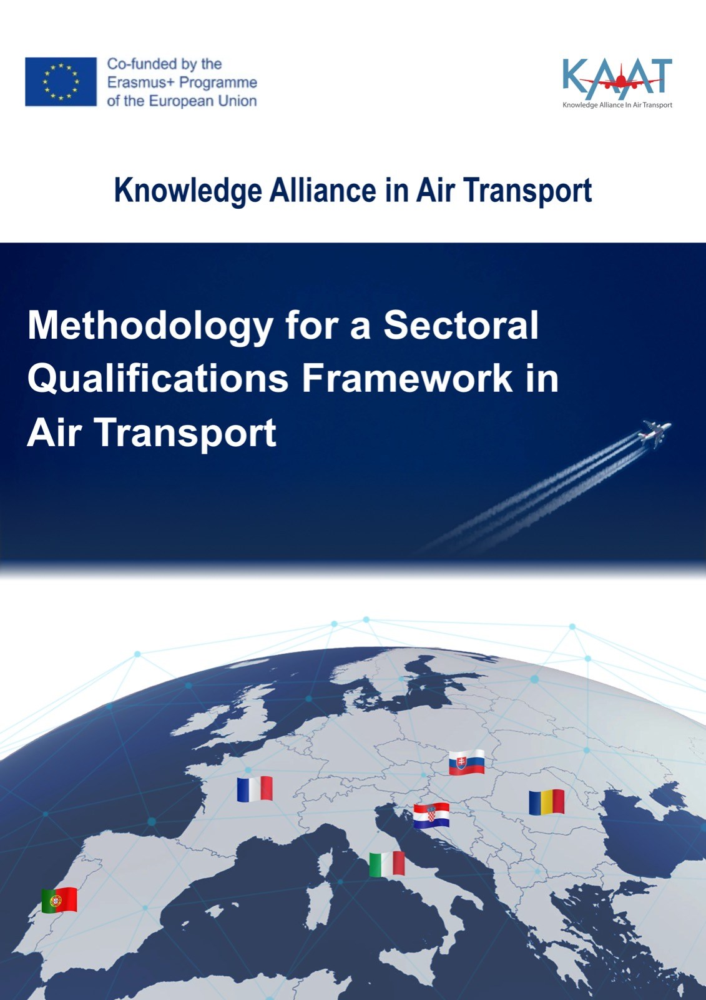 Co-funded by the
Erasmus+ Programme
of the European Union
KAAT
Knowledge Alliance In Air Transport
Knowledge Alliance in Air Transport
Methodology for a Sectoral
Qualifications Framework in
Air Transport